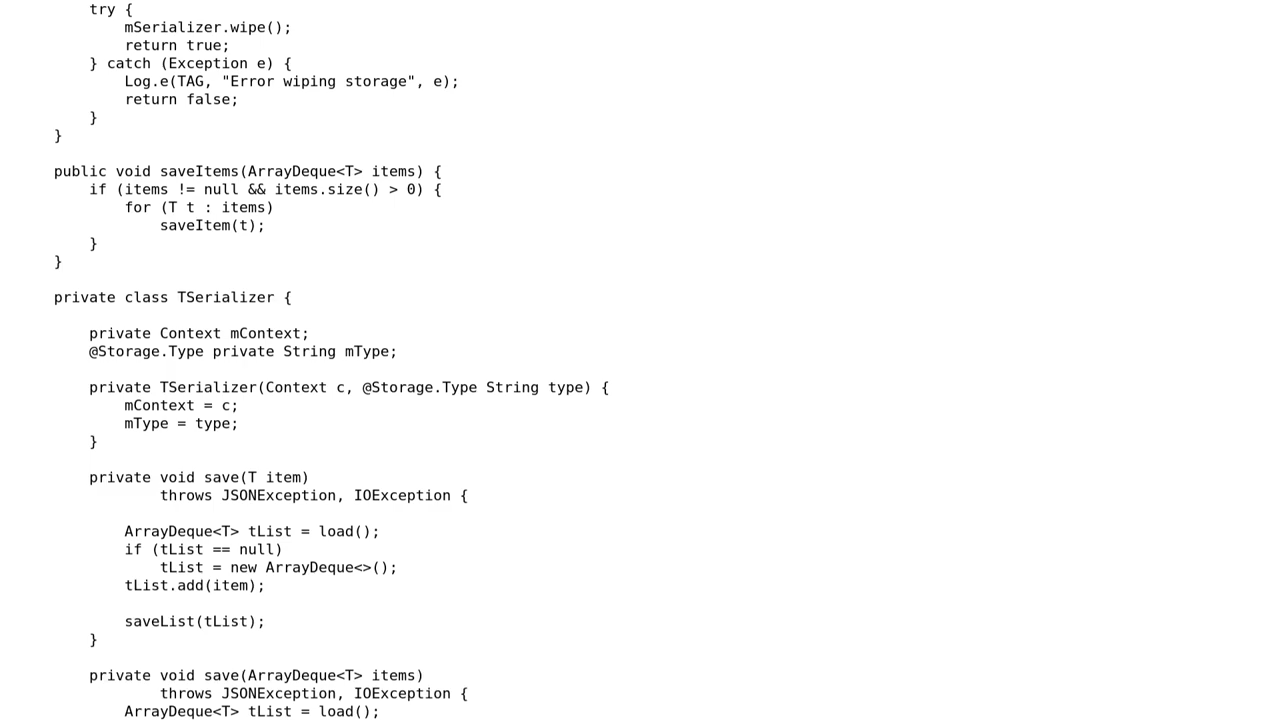 try {
mSerializer.wipe();
return true;
} catch (Exception e) {
Log.e(TAG, "Error wiping storage", e);
return false;
}
}
public void saveItems(ArrayDeque<T> items) {
if (items != null && items.size() > 0) {
for (T t : items)
saveItem(t);
}
}
private class TSerializer {
private Context mContext;
@Storage.Type private String mType;
private TSerializer(Context c, @Storage.Type String type) {
mContext = c;
mType = type;
}
private void save(T item)
throws JSONException, IOException {
ArrayDeque<T> tList = load();
if (tList == null)
tList = new ArrayDeque<>();
tList.add(item);
saveList(tList);
}
private void save(ArrayDeque<T> items)
throws JSONException, IOException {
ArrayDeque<T> tList = load();